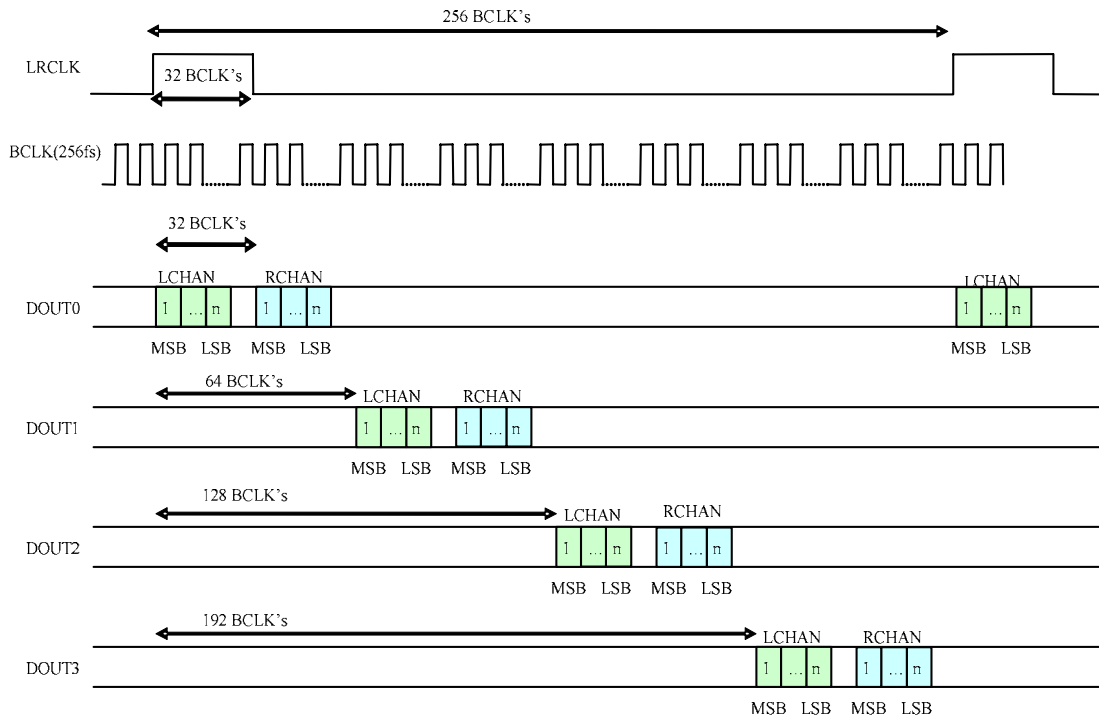 256 BCLK's
LRCLK
32 BCLK's
BCLK(256fs)
32 BCLK's
LCHAN RCHAN LCHAN
DOUT0 1 ... n 1 ... n 1 ... n
MSB LSB MSB LSB MSB LSB
64 BCLK's
LCHAN RCHAN
DOUT1 1 ... n 1 ... n
MSB LSB MSB LSB
128 BCLK's
LCHAN RCHAN
DOUT2 1 ... n 1 ... n
MSB LSB MSB LSB
192 BCLK's
LCHAN RCHAN
DOUT3 1 ... n 1 ... n
MSB LSB MSB LSB